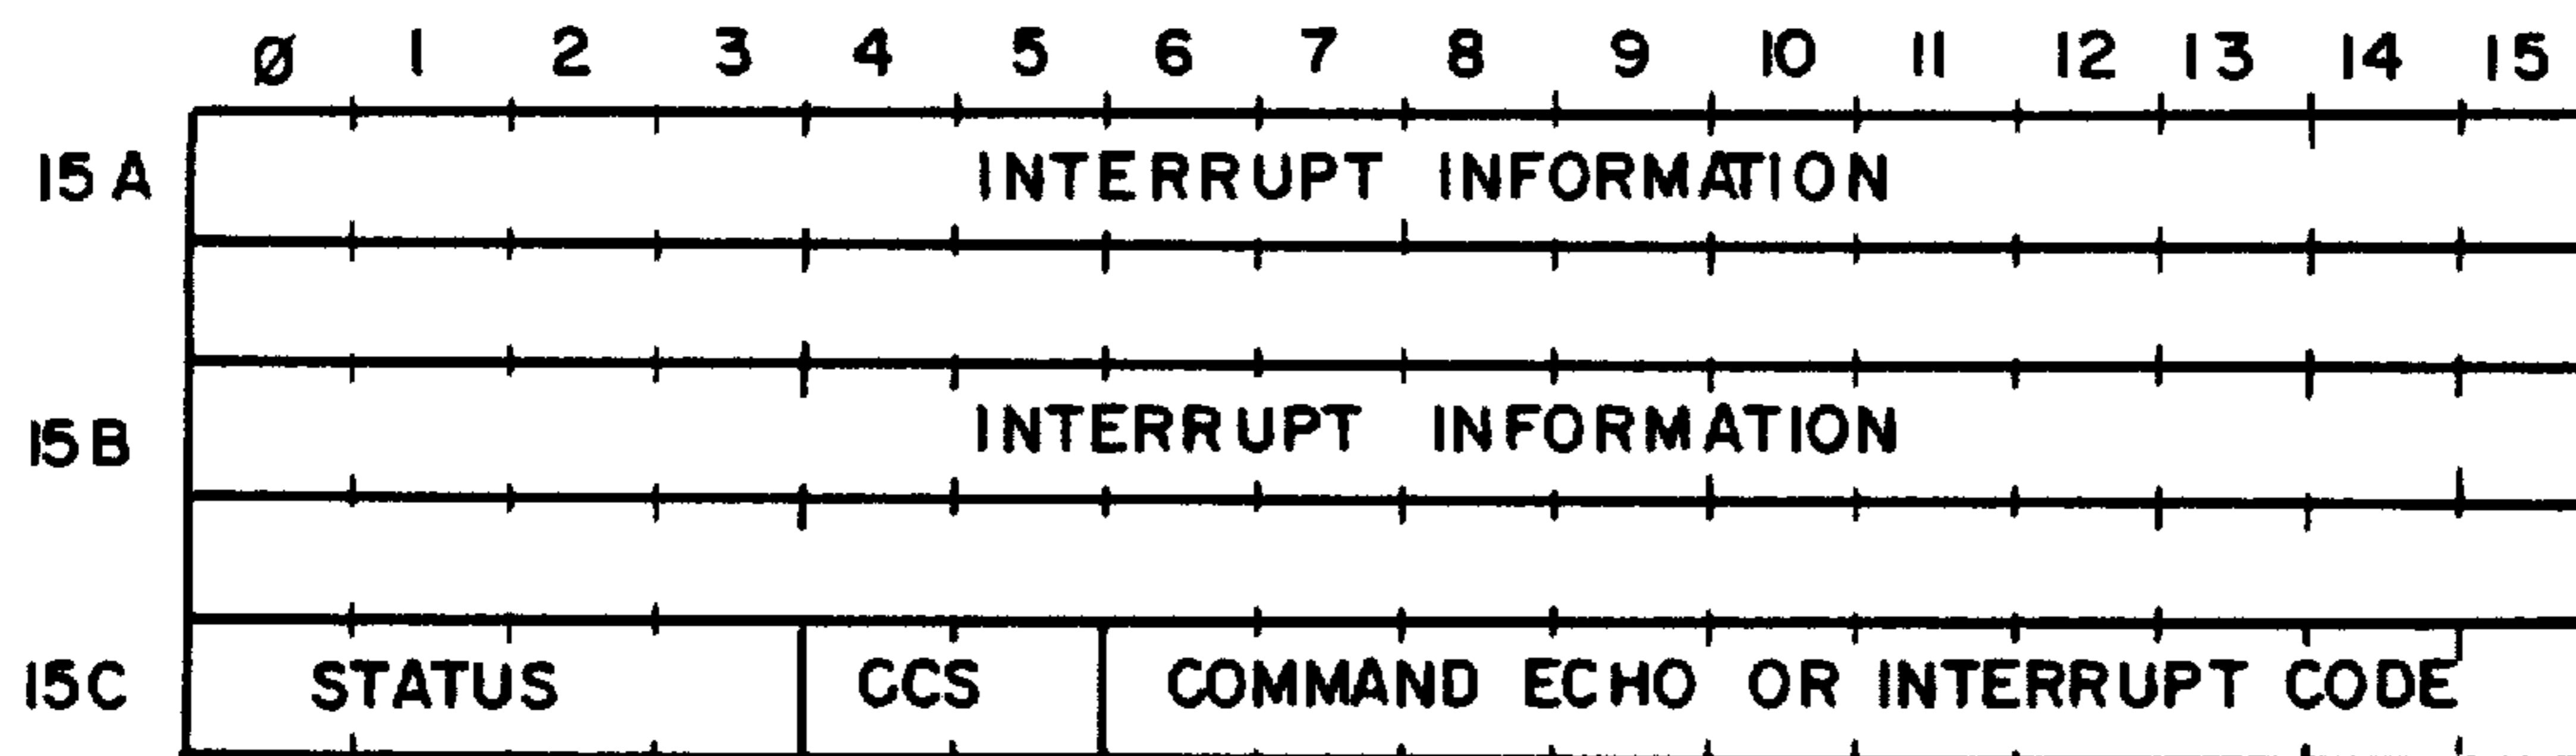 Ø 1 2 3 4 5 6 7 8 9 10 11 12 13 14 15
15A INTERRUPT INFORMATION
15B INTERRUPT INFORMATION
15C STATUS CCS COMMAND ECHO OR INTERRUPT CODE